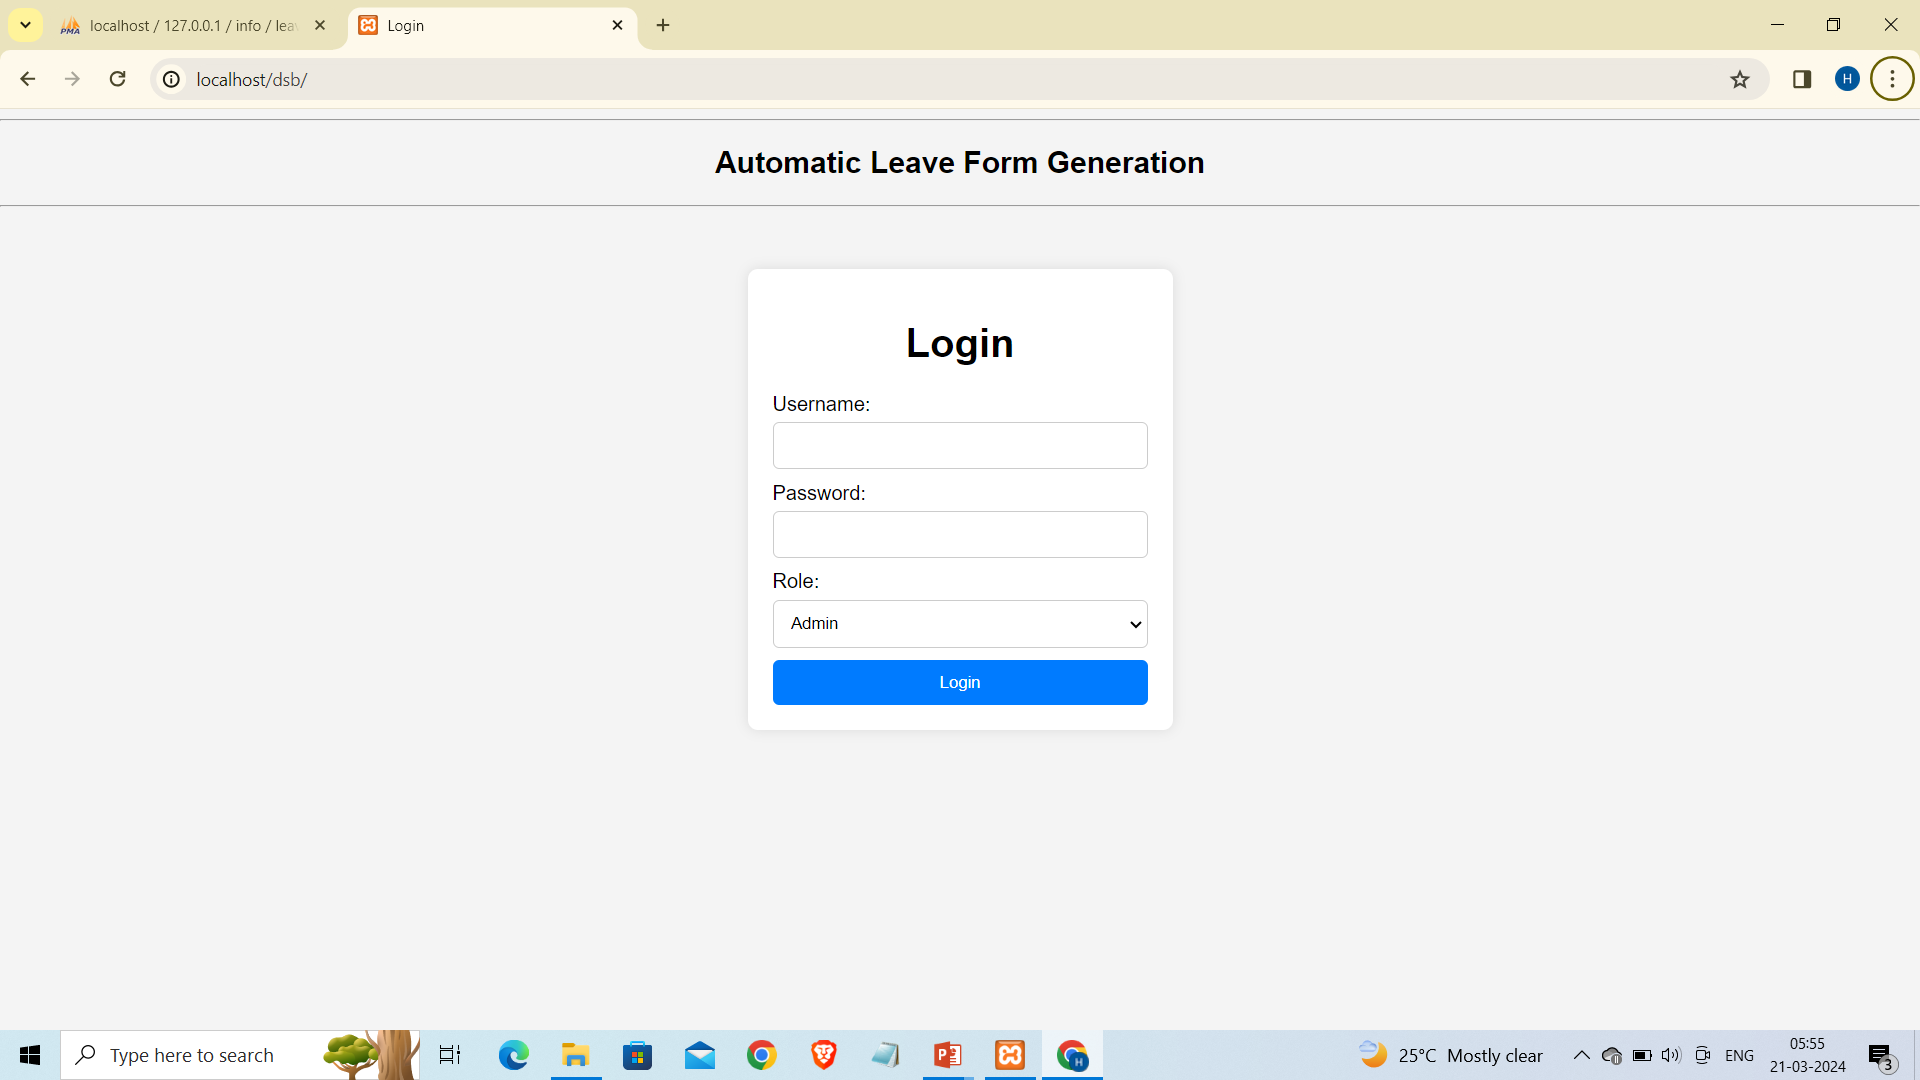 PMA
localhost / 127.0.0.1 / info / lea
Login
localhost/dsb/
H
Automatic Leave Form Generation
Login
Username:
Password:
Role:
Admin
Login
Type here to search
P
H
25°C Mostly clear
ENG
05:55
21-03-2024
3